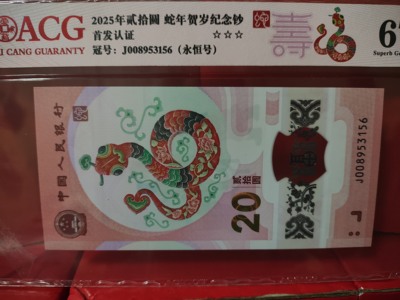 ACG
I CANG GUARANTY
2025年贰拾圆 蛇年贺岁纪念钞
首发认证 ☆☆☆
冠号：J008953156（永恒号）
壽
67
Superb G
中国人民银行
贰拾圆
20
J008953156